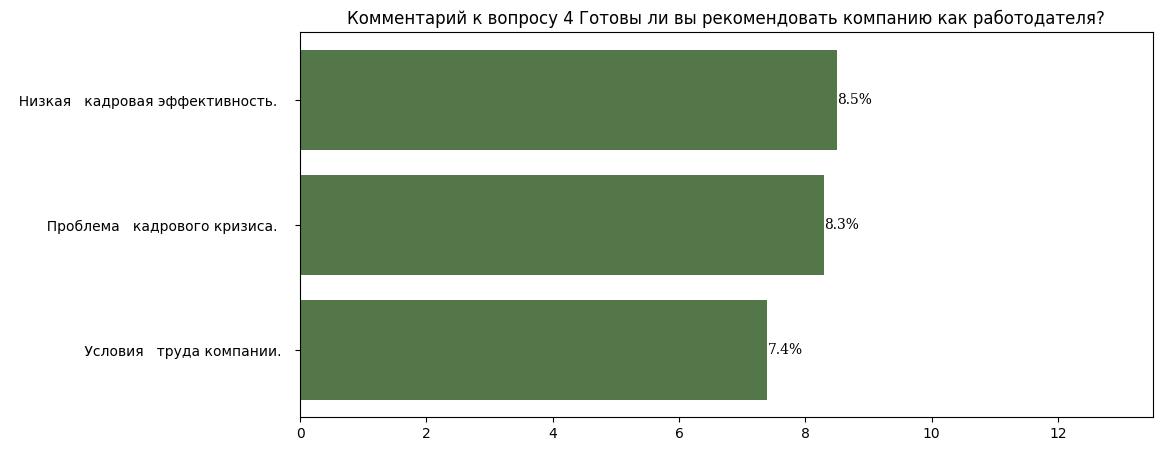 Комментарий к вопросу 4 Готовы ли вы рекомендовать компанию как работодателя?
Низкая   кадровая эффективность.
8.5%
Проблема   кадрового кризиса.
8.3%
Условия   труда компании.
7.4%
0 2 4 6 8 10 12